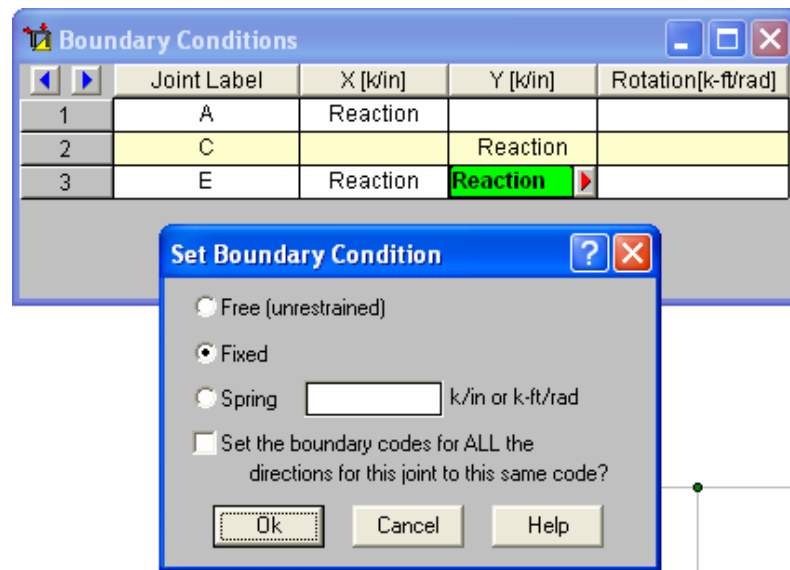 Boundary Conditions
Joint Label X [k/in] Y [k/in] Rotation[k-ft/rad]
1 A Reaction
2 C Reaction
3 E Reaction Reaction
Set Boundary Condition
Free (unrestrained)
Fixed
Spring k/in or k-ft/rad
Set the boundary codes for ALL the
directions for this joint to this same code?
Ok Cancel Help